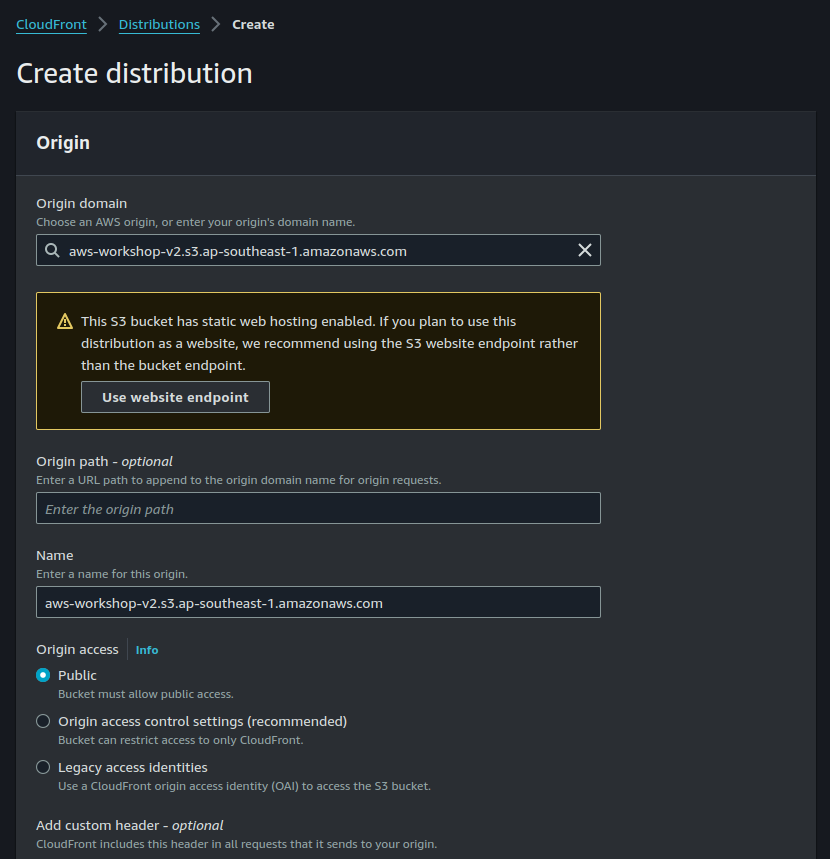 CloudFront > Distributions > Create
Create distribution
Origin
Origin domain
Choose an AWS origin, or enter your origin's domain name.
aws-workshop-v2.s3.ap-southeast-1.amazonaws.com
This S3 bucket has static web hosting enabled. If you plan to use this
distribution as a website, we recommend using the S3 website endpoint rather
than the bucket endpoint.
Use website endpoint
Origin path - optional
Enter a URL path to append to the origin domain name for origin requests.
Enter the origin path
Name
Enter a name for this origin.
aws-workshop-v2.s3.ap-southeast-1.amazonaws.com
Origin access Info
Public
Bucket must allow public access.
Origin access control settings (recommended)
Bucket can restrict access to only CloudFront.
Legacy access identities
Use a CloudFront origin access identity (OAI) to access the S3 bucket.
Add custom header - optional
CloudFront includes this header in all requests that it sends to your origin.